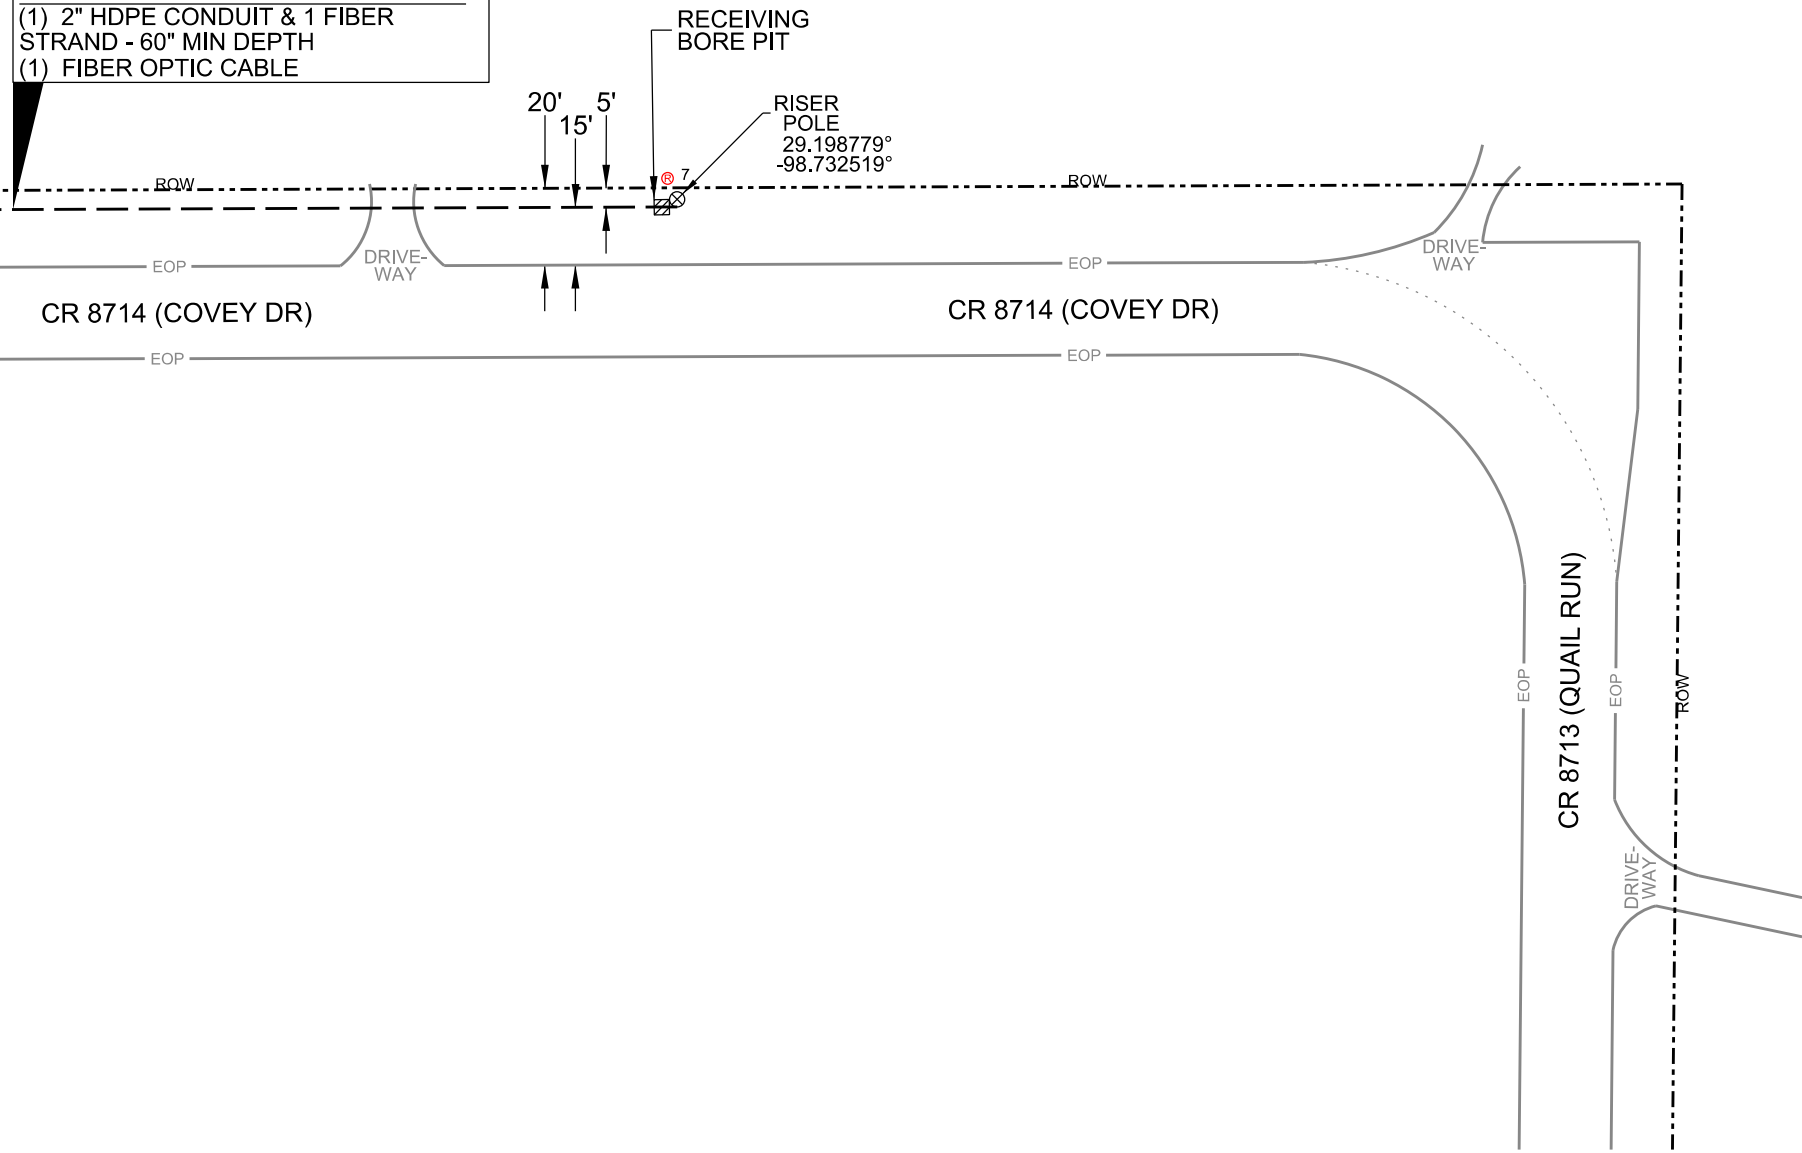 (1) 2" HDPE CONDUIT & 1 FIBER
STRAND - 60" MIN DEPTH
(1) FIBER OPTIC CABLE
RECEIVING
BORE PIT
20'
5'
15'
RISER
POLE
29.198779°
-98.732519°
R
7
ROW
ROW
DRIVE-
WAY
DRIVE-
WAY
EOP
EOP
CR 8714 (COVEY DR)
CR 8714 (COVEY DR)
EOP
EOP
CR 8713 (QUAIL RUN)
EOP
EOP
ROW
DRIVE-
WAY